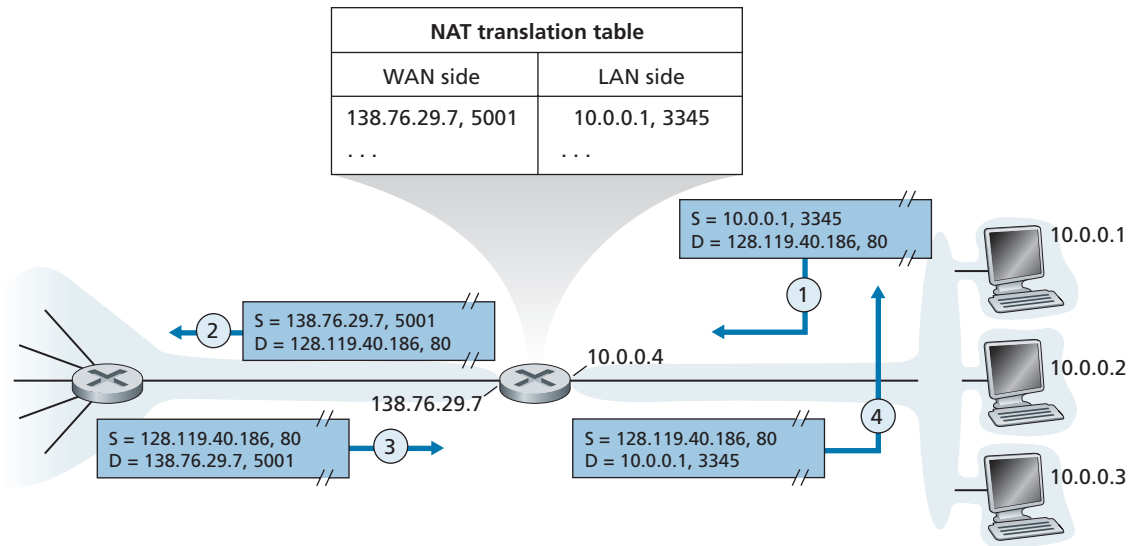 NAT translation table
WAN side LAN side
138.76.29.7, 5001 10.0.0.1, 3345
. . . . . .
S = 10.0.0.1, 3345
D = 128.119.40.186, 80
10.0.0.1
1
2
S = 138.76.29.7, 5001
D = 128.119.40.186, 80
10.0.0.4
10.0.0.2
138.76.29.7
4
S = 128.119.40.186, 80
D = 138.76.29.7, 5001
3
S = 128.119.40.186, 80
D = 10.0.0.1, 3345
10.0.0.3